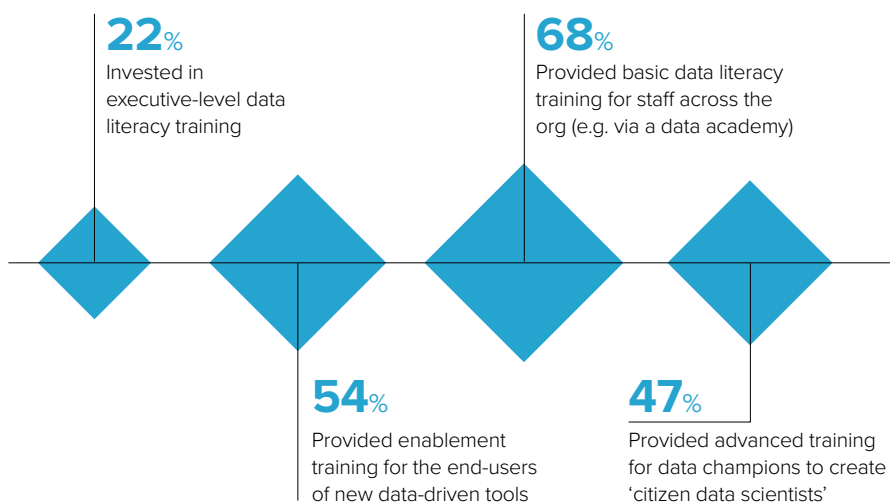 22%
Invested in
executive-level data
literacy training
68%
Provided basic data literacy
training for staff across the
org (e.g. via a data academy)
54%
Provided enablement
training for the end-users
of new data-driven tools
47%
Provided advanced training
for data champions to create
‘citizen data scientists’